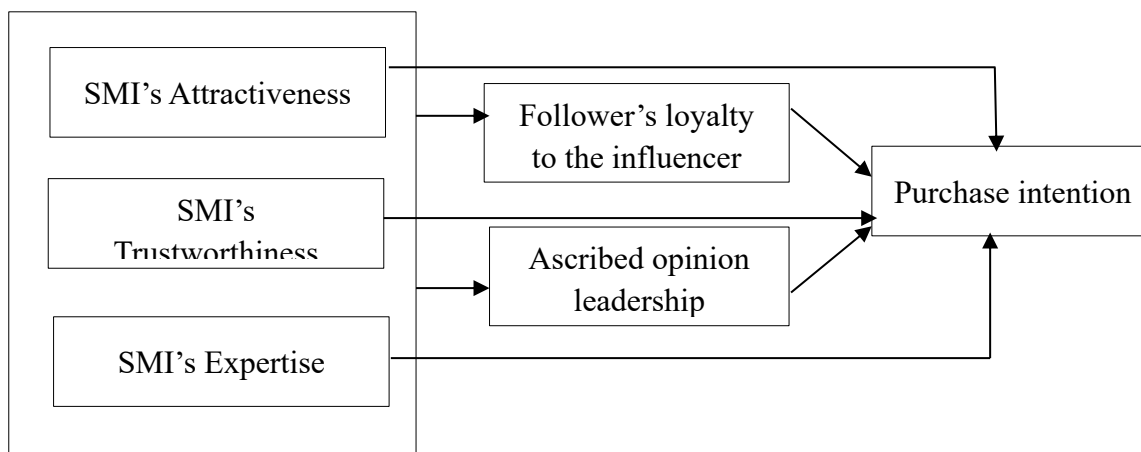 SMI’s Attractiveness
Follower’s loyalty
to the influencer
Purchase intention
SMI’s
Trustworthiness
Ascribed opinion
leadership
SMI’s Expertise